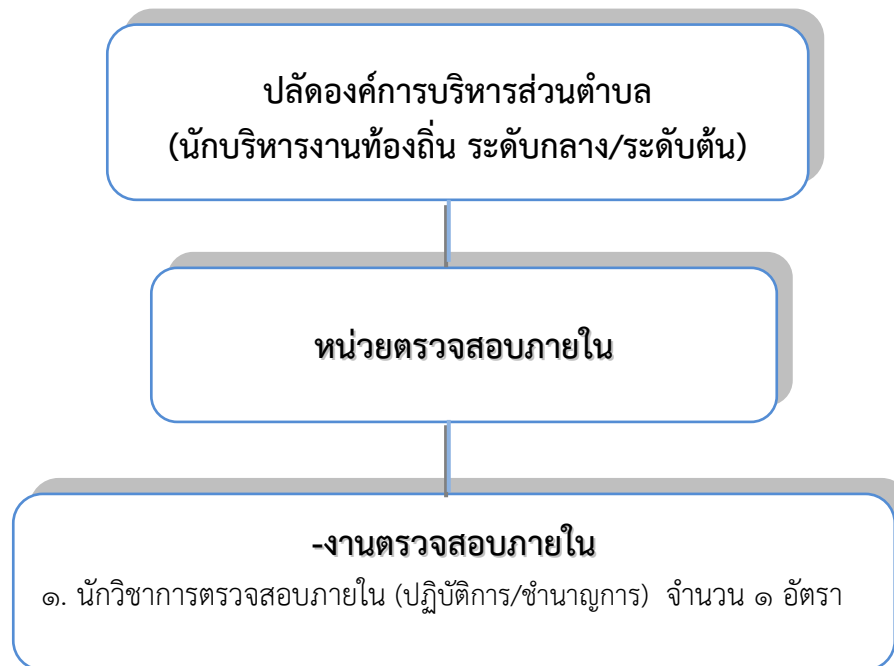 ปลัดองค์การบริหารส่วนตำบล
(นักบริหารงานท้องถิ่น ระดับกลาง/ระดับต้น)
หน่วยตรวจสอบภายใน
-งานตรวจสอบภายใน
๑. นักวิชาการตรวจสอบภายใน (ปฏิบัติการ/ชำนาญการ) จำนวน ๑ อัตรา